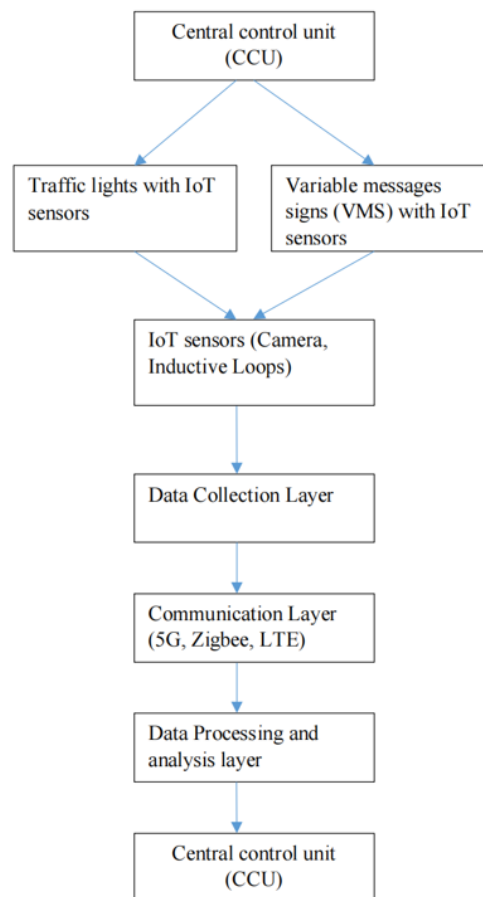 Central control unit
(CCU)
Traffic lights with IoT
sensors
Variable messages
signs (VMS) with IoT
sensors
IoT sensors (Camera,
Inductive Loops)
Data Collection Layer
Communication Layer
(5G, Zigbee, LTE)
Data Processing and
analysis layer
Central control unit
(CCU)